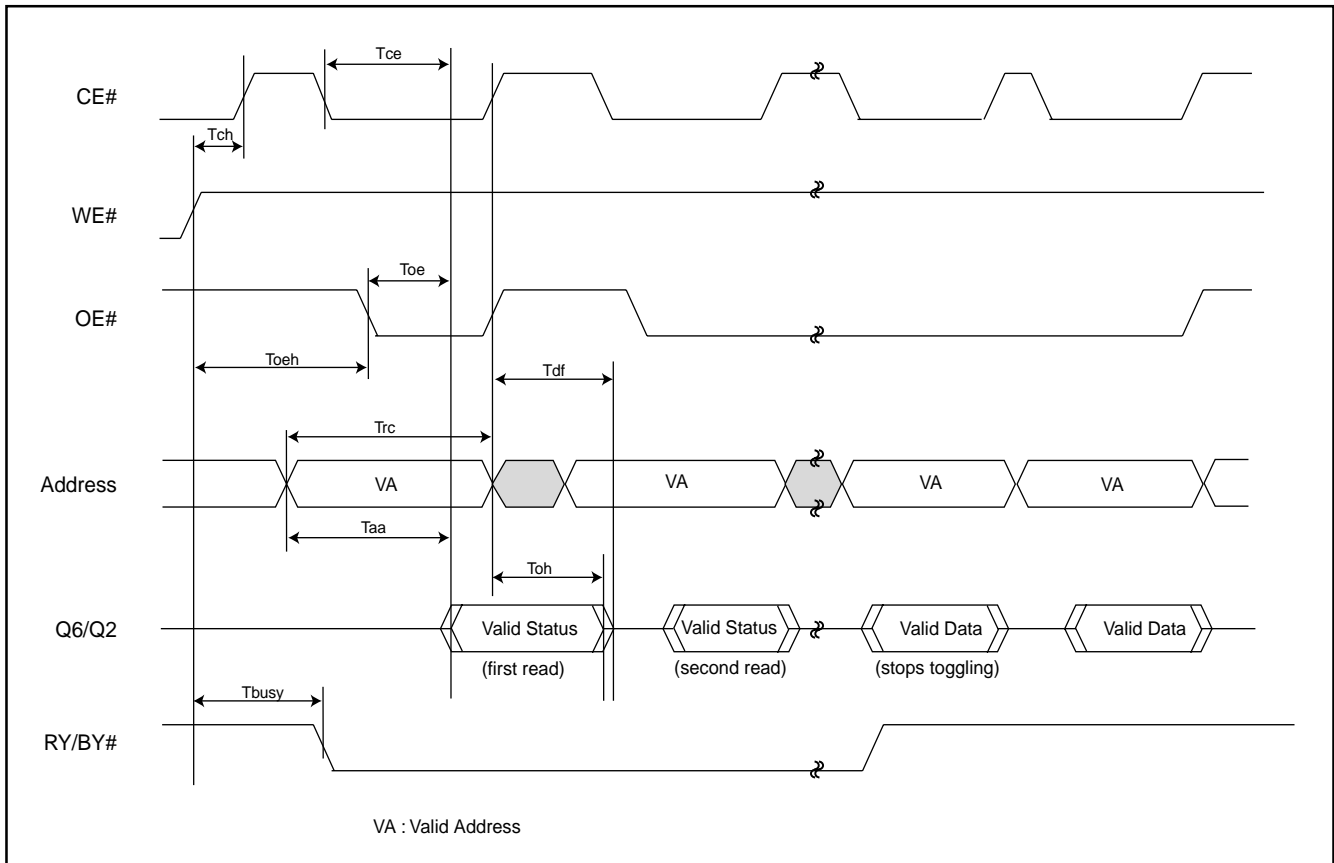 Tce
CE#
Tch
WE#
Toe
OE#
Toeh
Tdf
Trc
Address
VA
VA
VA
VA
Taa
Toh
Q6/Q2
Valid Status
Valid Status
Valid Data
Valid Data
(first read)
(second read)
(stops toggling)
Tbusy
RY/BY#
VA : Valid Address